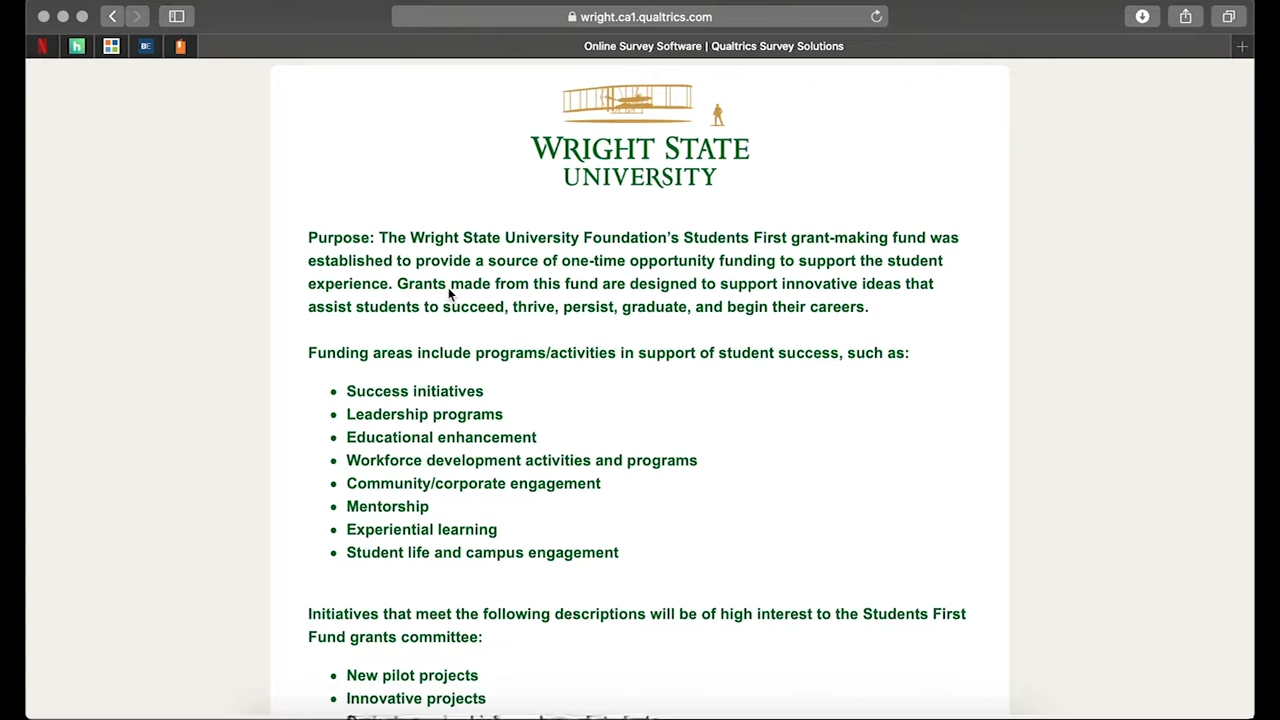 wright.ca1.qualtrics.com
BE
Online Survey Software | Qualtrics Survey Solutions
WRIGHT STATE
UNIVERSITY
Purpose: The Wright State University Foundation’s Students First grant-making fund was
established to provide a source of one-time opportunity funding to support the student
experience. Grants made from this fund are designed to support innovative ideas that
assist students to succeed, thrive, persist, graduate, and begin their careers.
Funding areas include programs/activities in support of student success, such as:
• Success initiatives
• Leadership programs
• Educational enhancement
• Workforce development activities and programs
• Community/corporate engagement
• Mentorship
• Experiential learning
• Student life and campus engagement
Initiatives that meet the following descriptions will be of high interest to the Students First
Fund grants committee:
• New pilot projects
• Innovative projects